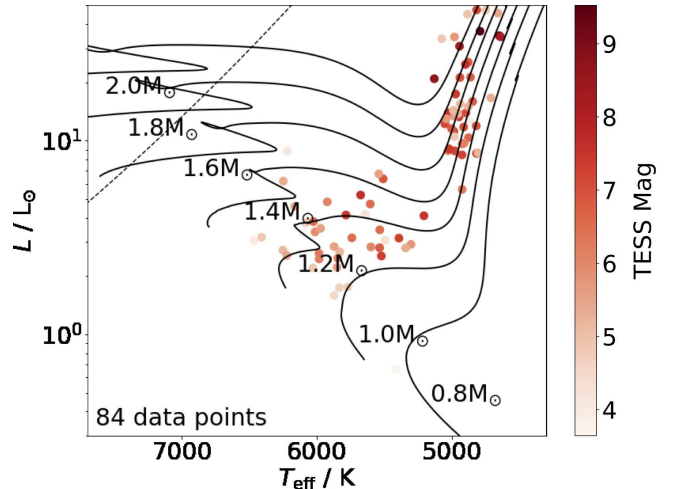 2.0M⊙
1.8M⊙
1.6M⊙
1.4M⊙
1.2M⊙
1.0M⊙
0.8M⊙
84 data points
10¹
10⁰
L / L⊙
7000
6000
5000
T_eff / K
9
8
7
6
5
4
TESS Mag